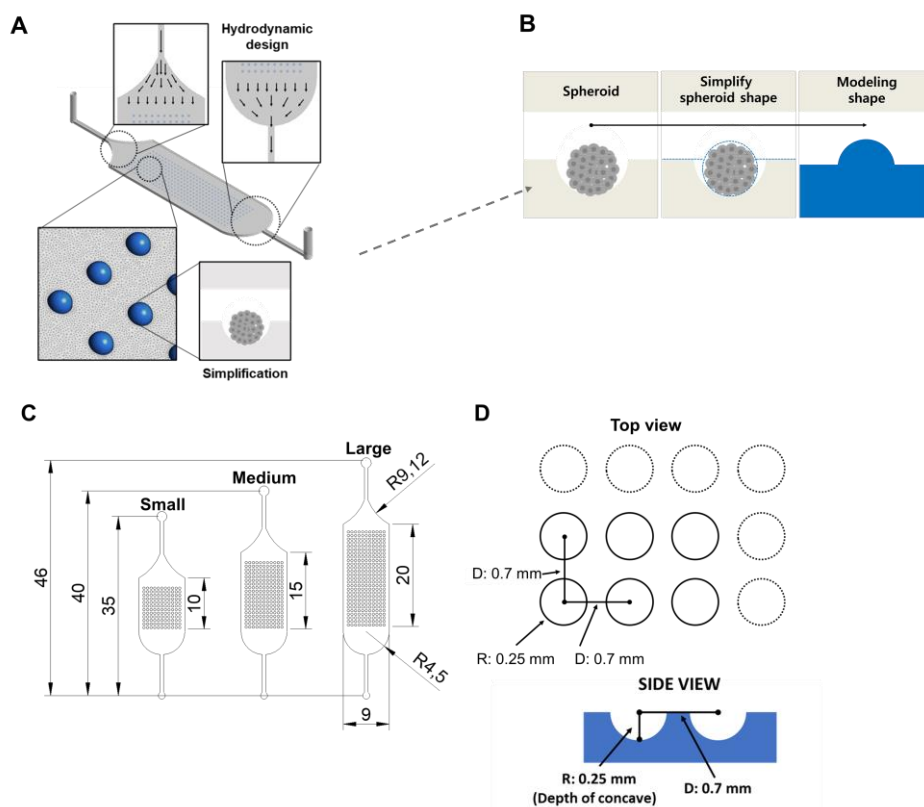 A
Hydrodynamic
design
Simplification
B
Spheroid
Simplify
spheroid shape
Modeling
shape
C
Small
Medium
Large
R9,12
46
40
35
10
15
20
R4,5
9
D
Top view
D: 0.7 mm
R: 0.25 mm
D: 0.7 mm
SIDE VIEW
R: 0.25 mm
(Depth of concave)
D: 0.7 mm